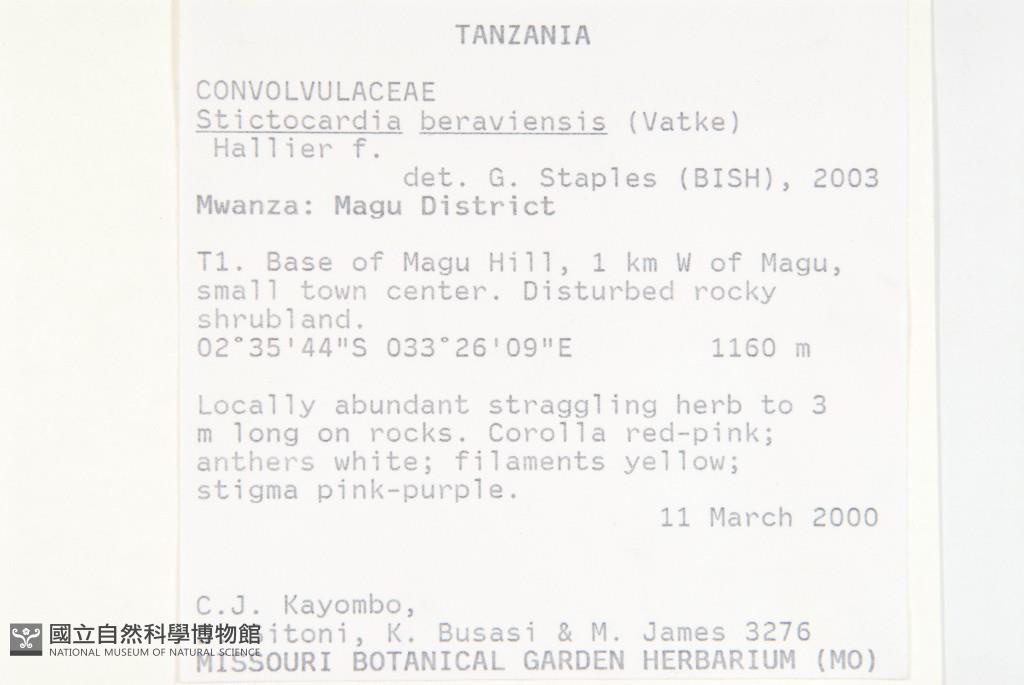 TANZANIA
CONVOLVULACEAE
Stictocardia beraviensis (Vatke)
Hallier f.
det. G. Staples (BISH), 2003
Mwanza: Magu District
T1. Base of Magu Hill, 1 km W of Magu,
small town center. Disturbed rocky
shrubland.
02°35'44"S 033°26'09"E 1160 m
Locally abundant straggling herb to 3
m long on rocks. Corolla red-pink;
anthers white; filaments yellow;
stigma pink-purple.
11 March 2000
C.J. Kayombo,
K. Busasi & M. James 3276
MISSOURI BOTANICAL GARDEN HERBARIUM (MO)
國立自然科學博物館
NATIONAL MUSEUM OF NATURAL SCIENCE